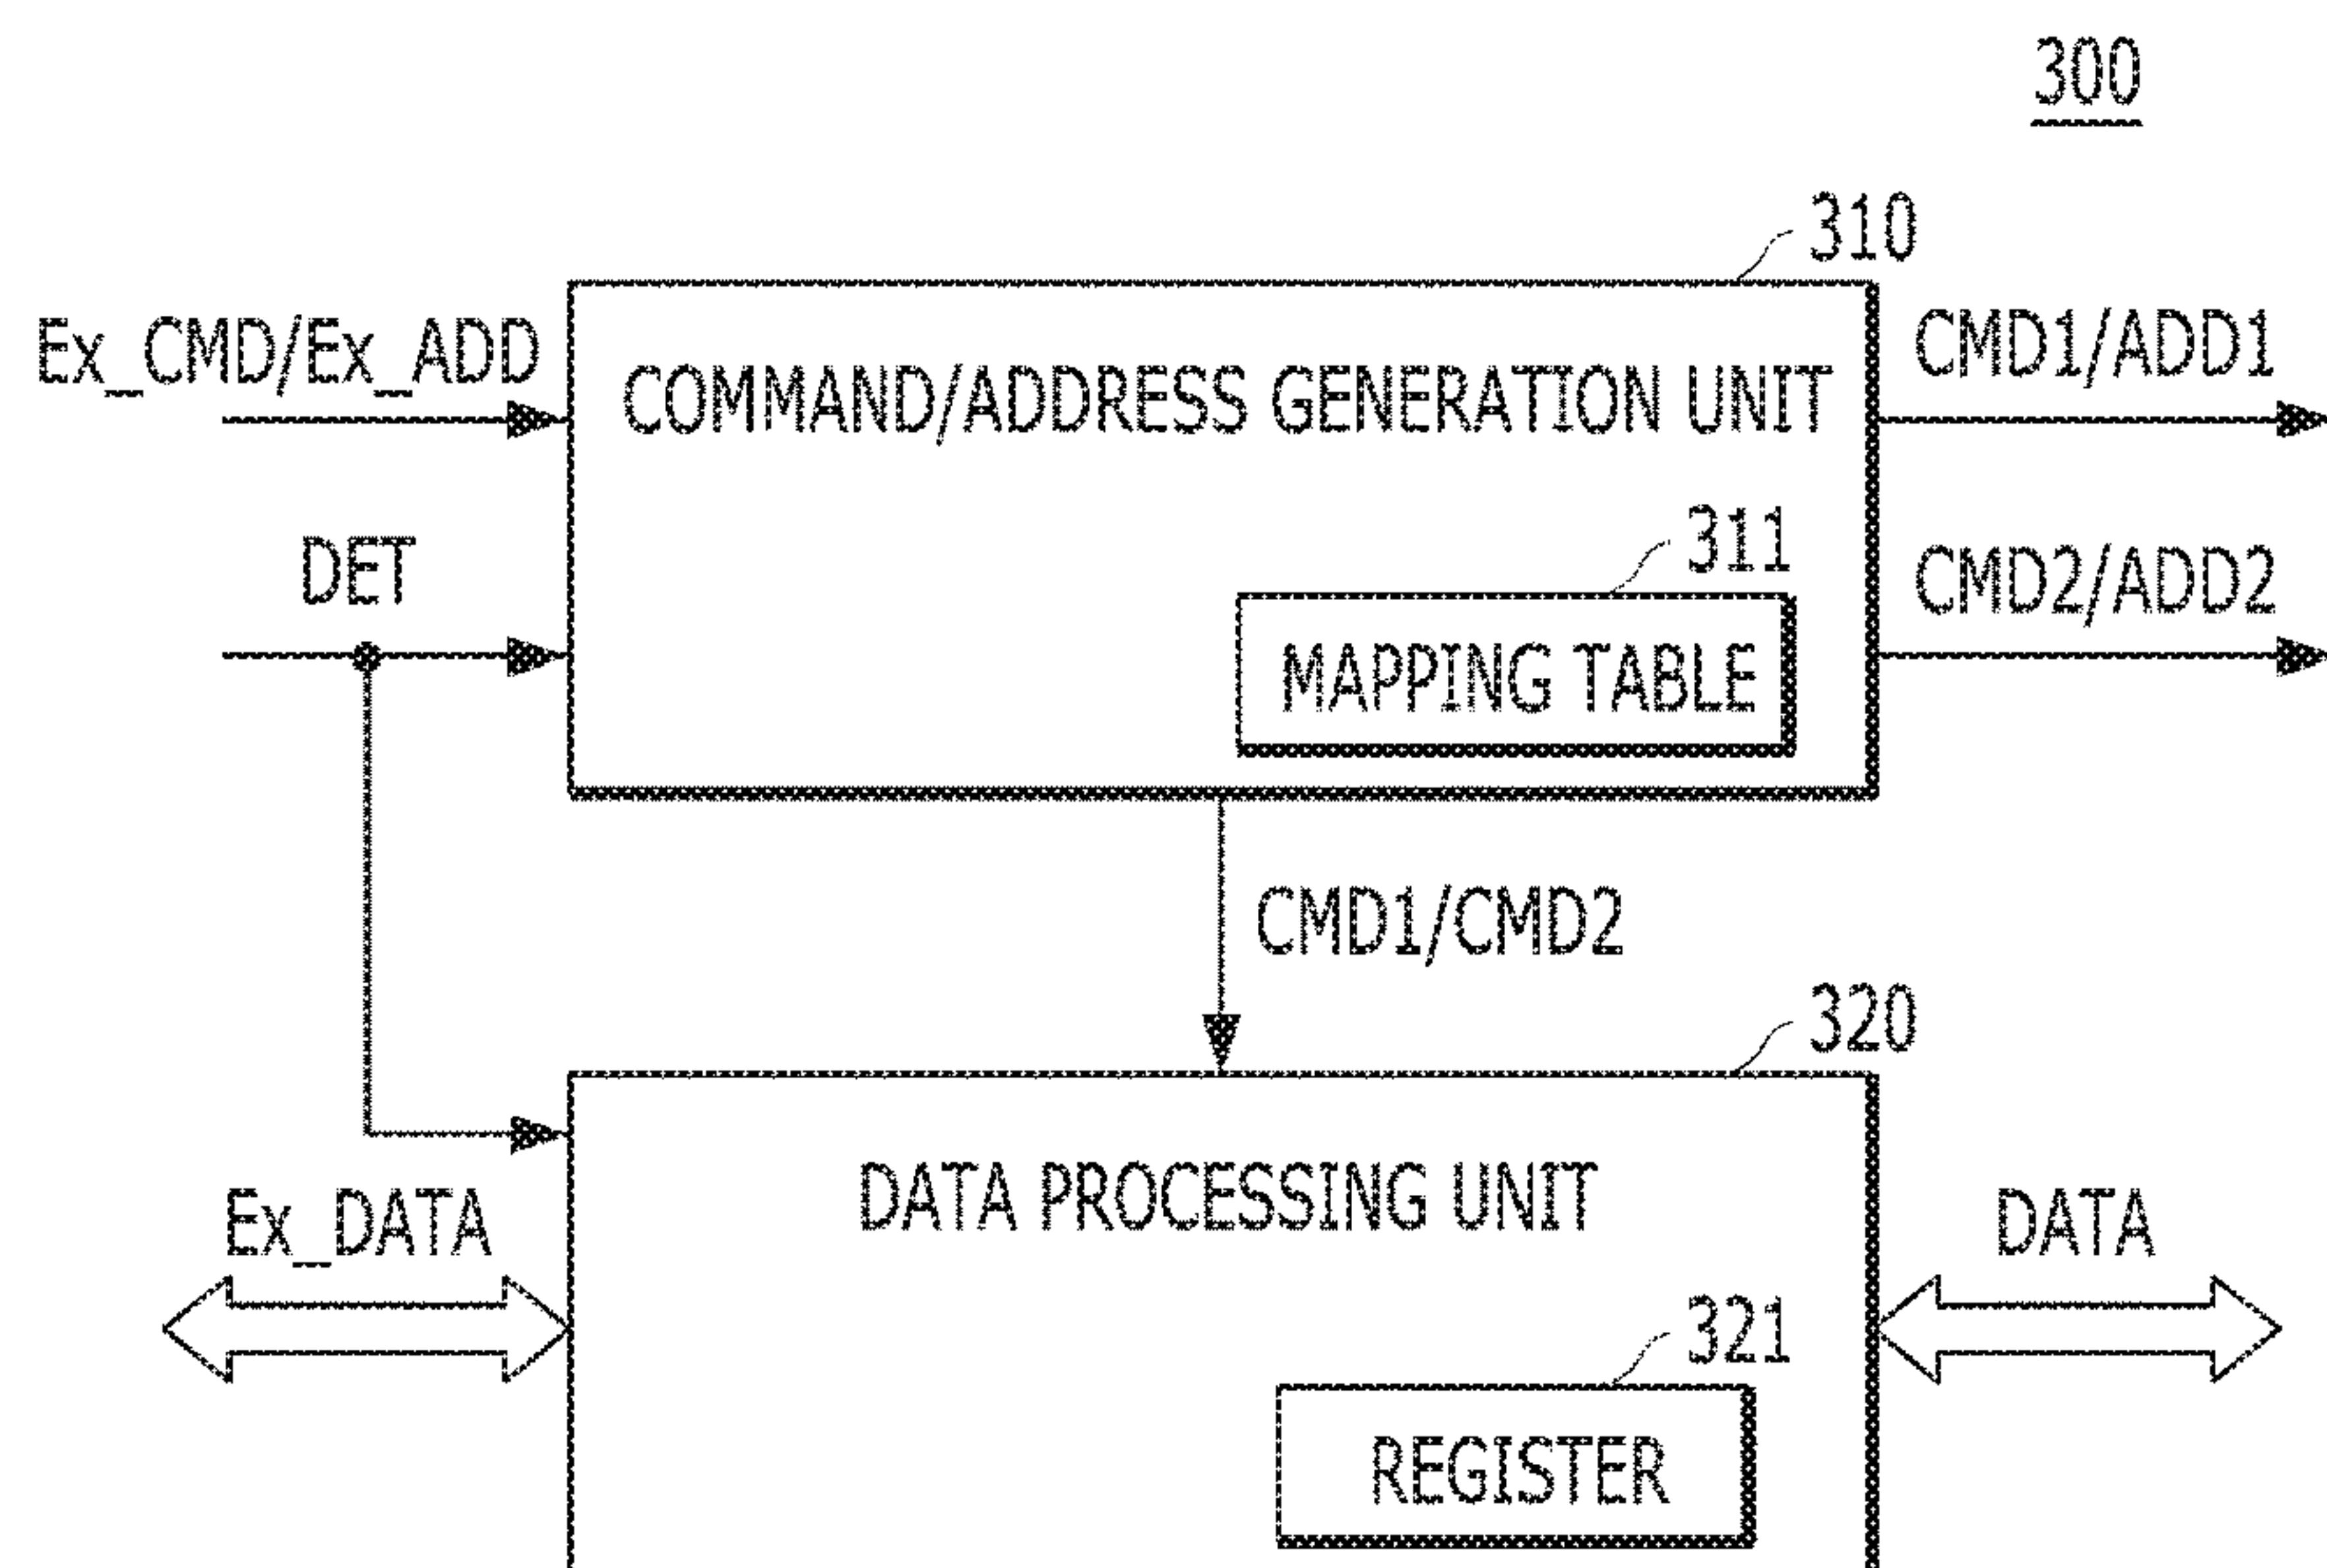 300
310
Ex_CMD/Ex_ADD
COMMAND/ADDRESS GENERATION UNIT
CMD1/ADD1
DET
311
MAPPING TABLE
CMD2/ADD2
CMD1/CMD2
320
Ex_DATA
DATA PROCESSING UNIT
DATA
321
REGISTER